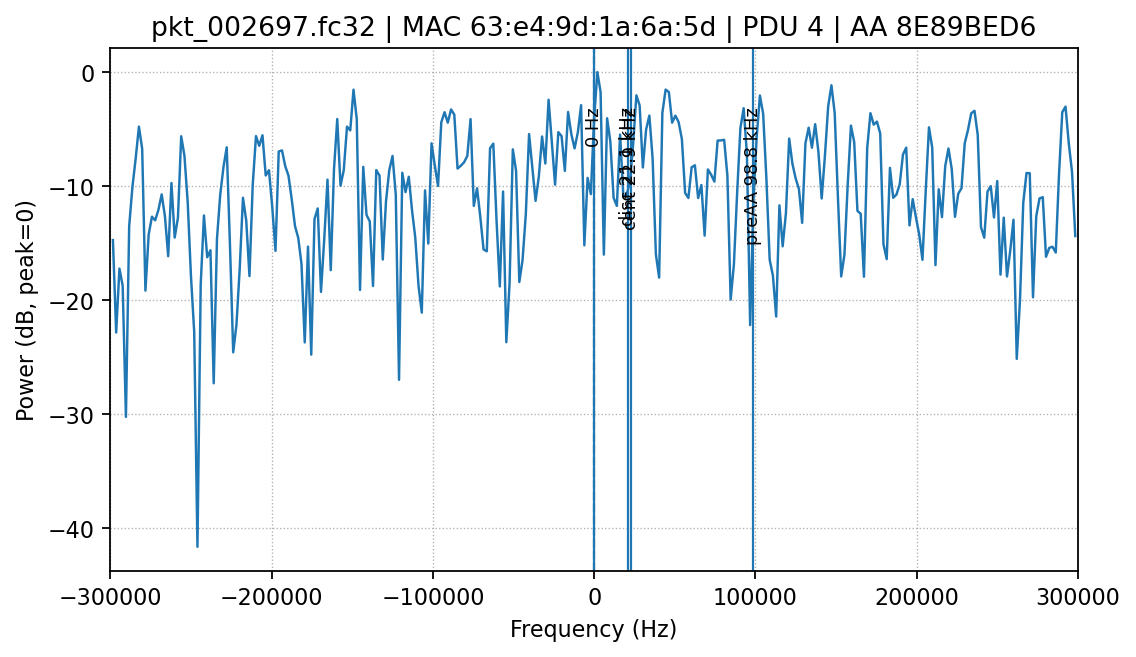 pkt_002697.fc32 | MAC 63:e4:9d:1a:6a:5d | PDU 4 | AA 8E89BED6
0
−10
−20
−30
−40
Power (dB, peak=0)
0 Hz
preAA 98.8 kHz
−300000
−200000
−100000
0
100000
200000
300000
Frequency (Hz)